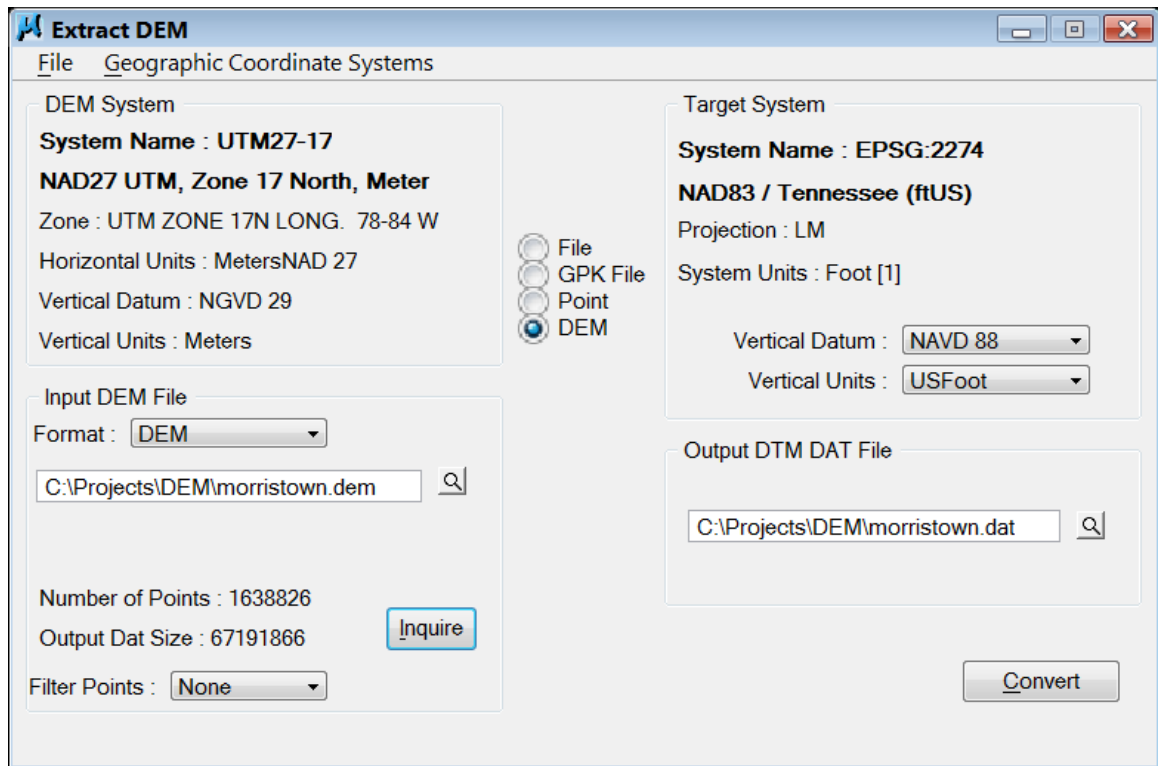 Extract DEM
File Geographic Coordinate Systems
DEM System
System Name : UTM27-17
NAD27 UTM, Zone 17 North, Meter
Zone : UTM ZONE 17N LONG. 78-84 W
Horizontal Units : MetersNAD 27
Vertical Datum : NGVD 29
Vertical Units : Meters
File
GPK File
Point
DEM
Target System
System Name : EPSG:2274
NAD83 / Tennessee (ftUS)
Projection : LM
System Units : Foot [1]
Vertical Datum : NAVD 88
Vertical Units : USFoot
Input DEM File
Format : DEM
C:\Projects\DEM\morristown.dem
Number of Points : 1638826
Output Dat Size : 67191866
Inquire
Filter Points : None
Output DTM DAT File
C:\Projects\DEM\morristown.dat
Convert